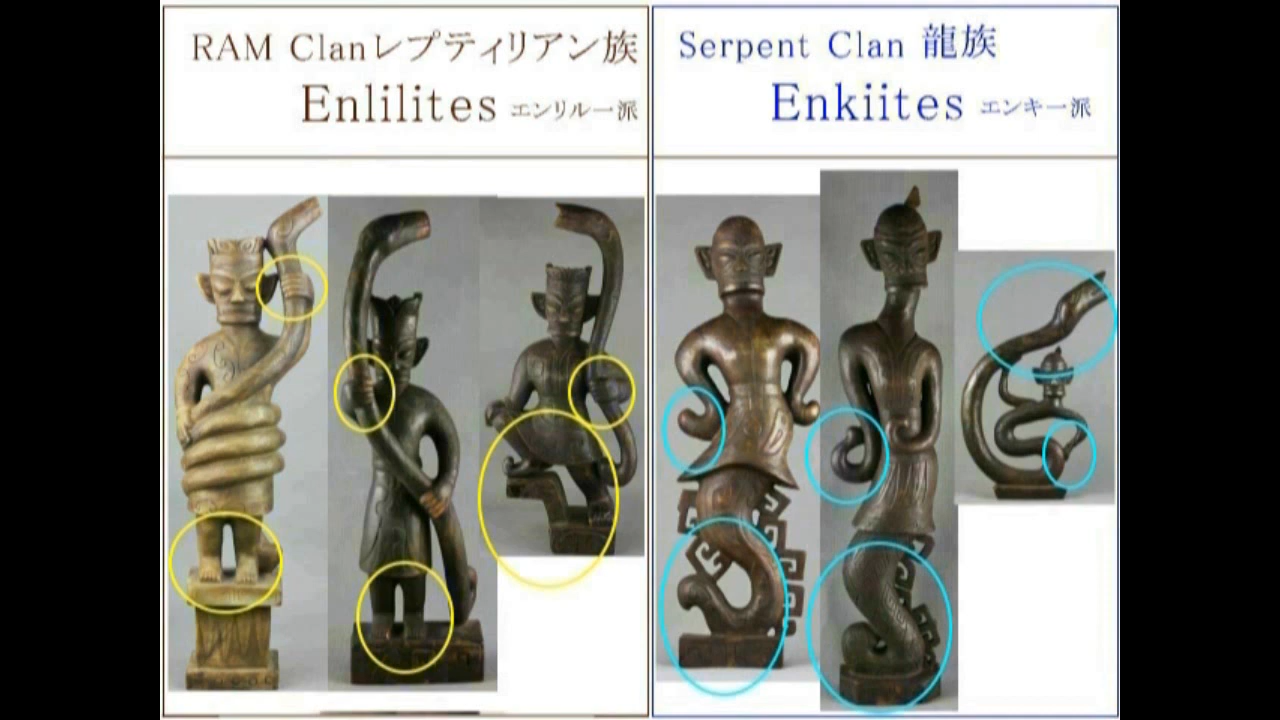 RAM Clanレプティリアン族
Enlilites エンリル一派
Serpent Clan 龍族
Enkiites エンキ一派